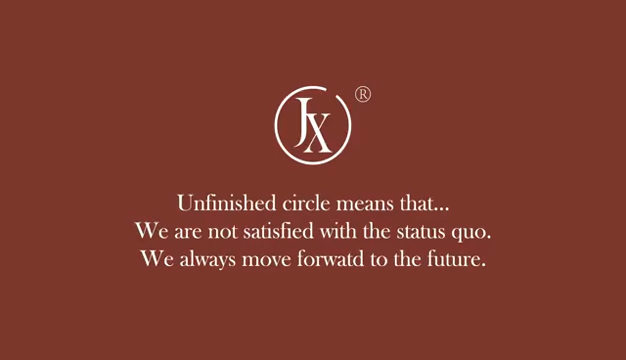 JX®
Unfinished circle means that...
We are not satisfied with the status quo.
We always move forwatd to the future.